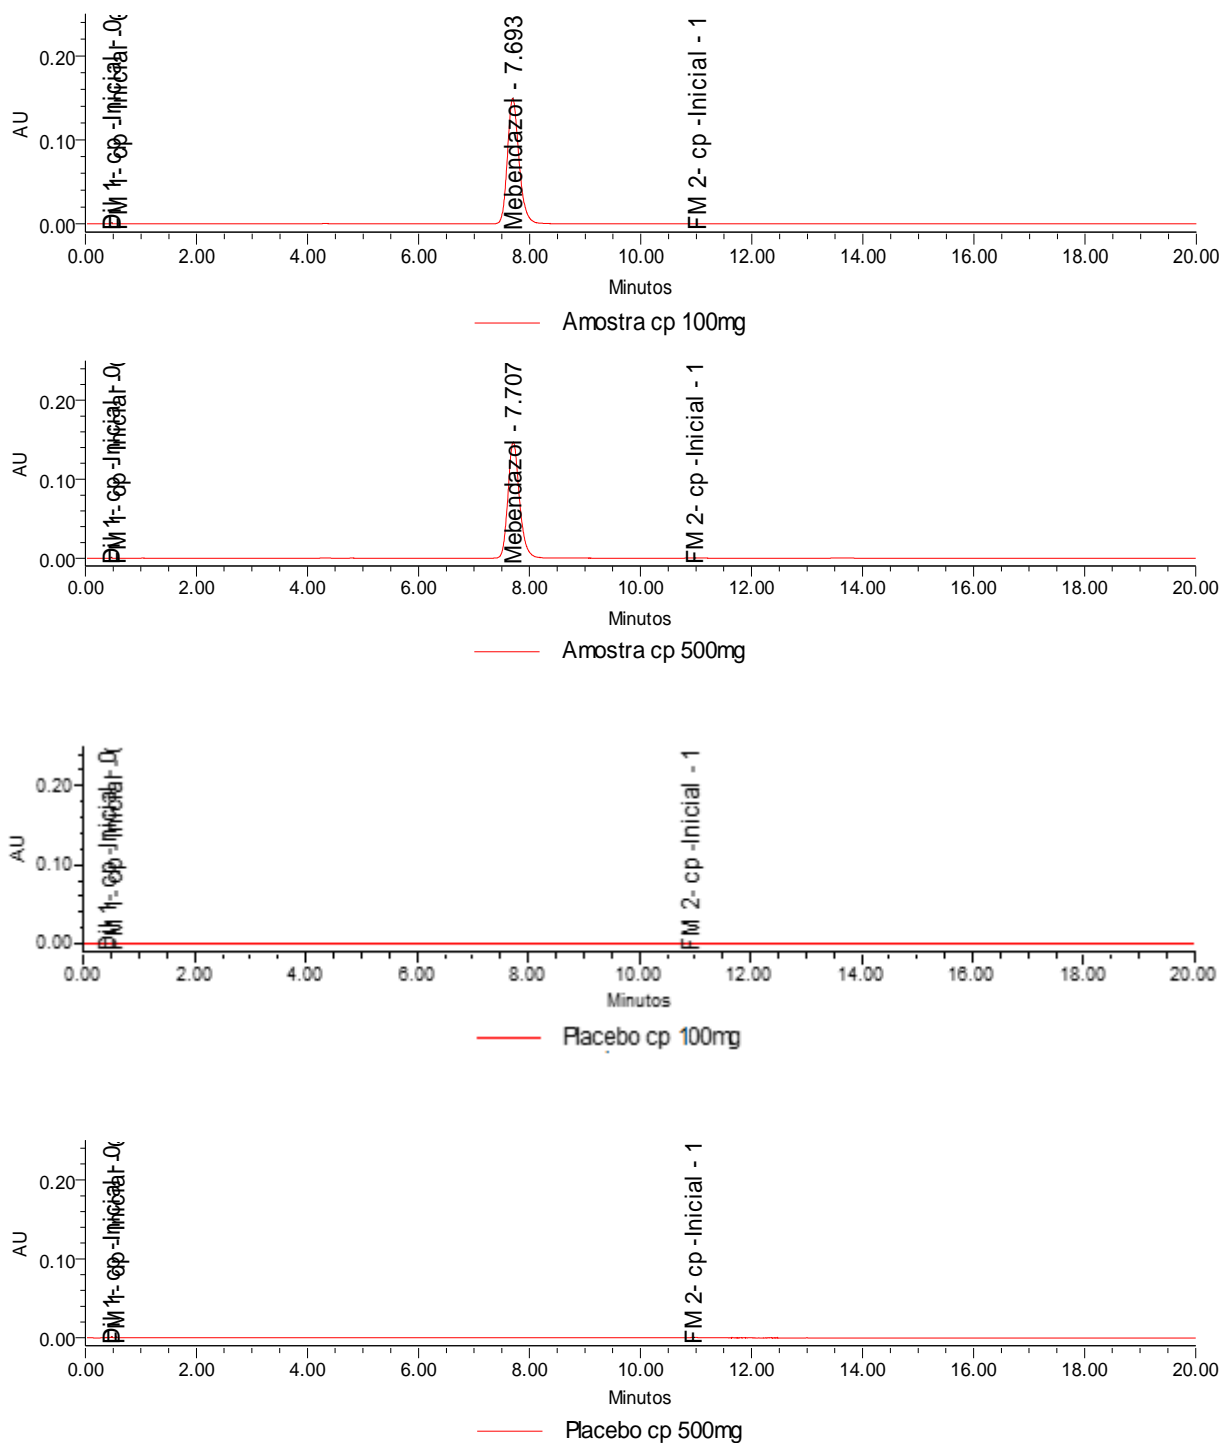 0.20
0.10
0.00
AU
Dil 1- cp -Inicial - 0
FM 1- cp -Inicial - 0
Mebendazol - 7.693
FM 2- cp -Inicial - 1
0.00 2.00 4.00 6.00 8.00 10.00 12.00 14.00 16.00 18.00 20.00
Minutos
Amostra cp 100mg
0.20
0.10
0.00
AU
Dil 1- cp -Inicial - 0
FM 1- cp -Inicial - 0
Mebendazol - 7.707
FM 2- cp -Inicial - 1
0.00 2.00 4.00 6.00 8.00 10.00 12.00 14.00 16.00 18.00 20.00
Minutos
Amostra cp 500mg
0.20
0.10
0.00
AU
Dil 1- cp -Inicial - 0
FM 1- cp -Inicial - 0
FM 2- cp -Inicial - 1
0.00 2.00 4.00 6.00 8.00 10.00 12.00 14.00 16.00 18.00 20.00
Minutos
Placebo cp 100mg
0.20
0.10
0.00
AU
Dil 1- cp -Inicial - 0
FM 1- cp -Inicial - 0
FM 2- cp -Inicial - 1
0.00 2.00 4.00 6.00 8.00 10.00 12.00 14.00 16.00 18.00 20.00
Minutos
Placebo cp 500mg